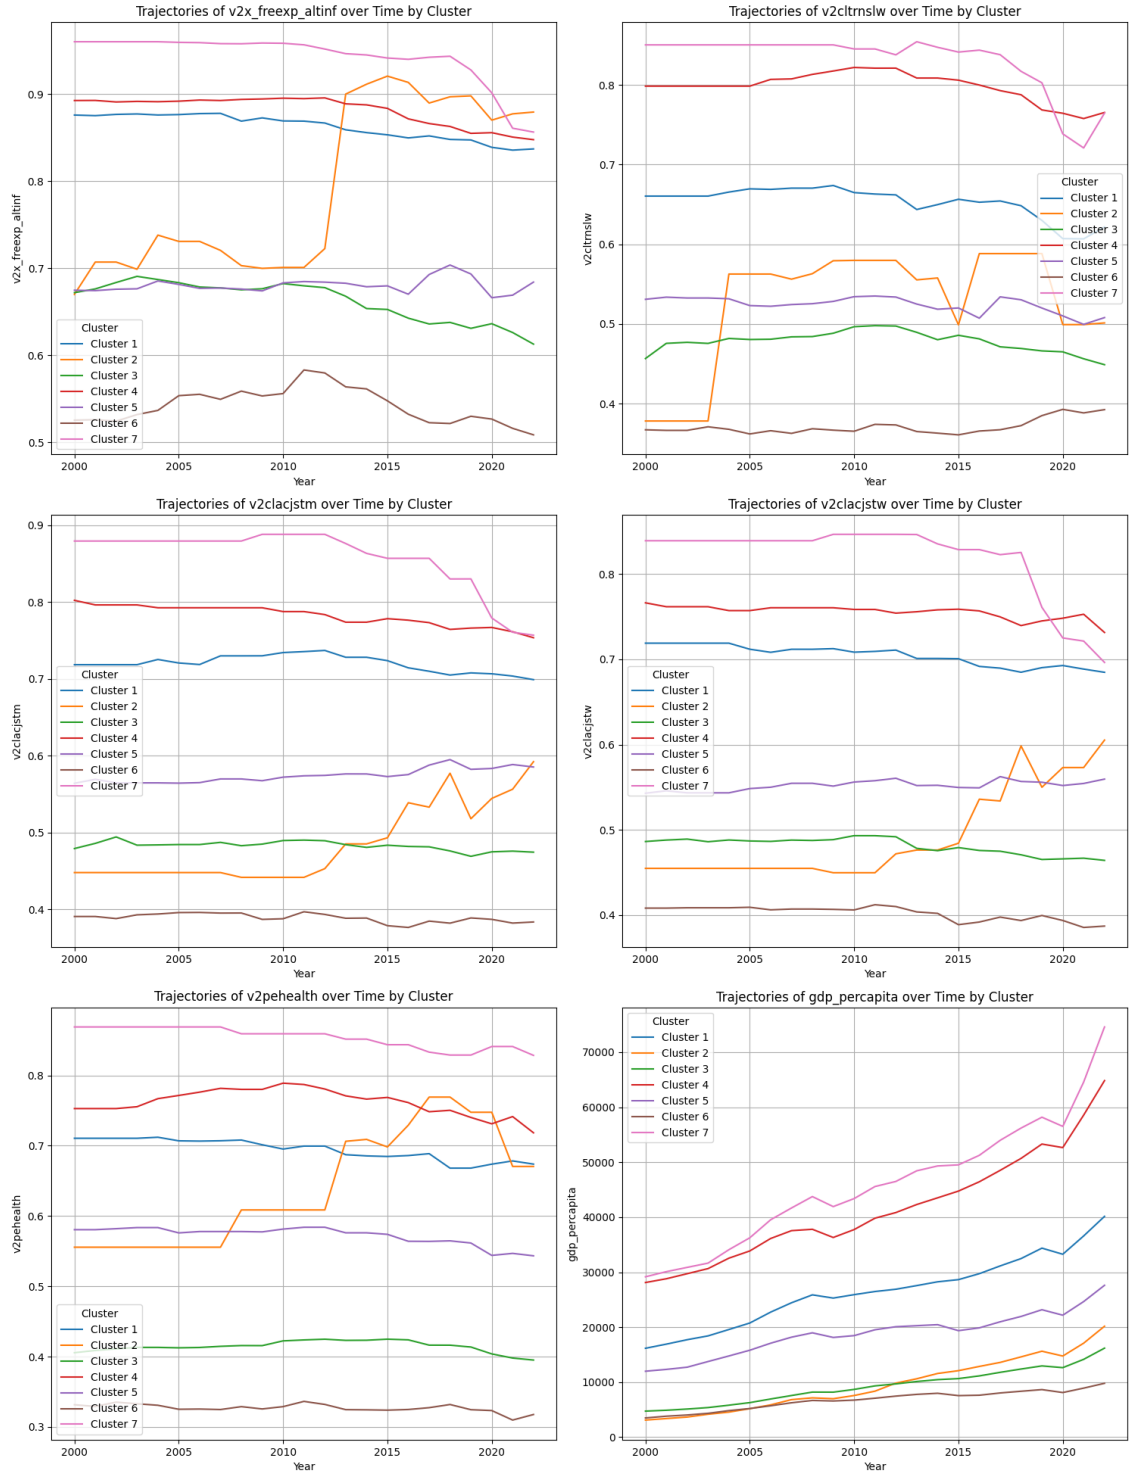 Trajectories of v2x_freexp_altinf over Time by Cluster
v2x_freexp_altinf
0.9
0.8
0.7
0.6
0.5
Cluster
Cluster 1
Cluster 2
Cluster 3
Cluster 4
Cluster 5
Cluster 6
Cluster 7
2000
2005
2010
2015
2020
Year
Trajectories of v2cltrnslw over Time by Cluster
v2cltrnslw
0.8
0.7
0.6
0.5
0.4
Cluster
Cluster 1
Cluster 2
Cluster 3
Cluster 4
Cluster 5
Cluster 6
Cluster 7
2000
2005
2010
2015
2020
Year
Trajectories of v2clacjstm over Time by Cluster
v2clacjstm
0.9
0.8
0.7
0.6
0.5
0.4
Cluster
Cluster 1
Cluster 2
Cluster 3
Cluster 4
Cluster 5
Cluster 6
Cluster 7
2000
2005
2010
2015
2020
Year
Trajectories of v2clacjstw over Time by Cluster
v2clacjstw
0.8
0.7
0.6
0.5
0.4
Cluster
Cluster 1
Cluster 2
Cluster 3
Cluster 4
Cluster 5
Cluster 6
Cluster 7
2000
2005
2010
2015
2020
Year
Trajectories of v2pehealth over Time by Cluster
v2pehealth
0.8
0.7
0.6
0.5
0.4
0.3
Cluster
Cluster 1
Cluster 2
Cluster 3
Cluster 4
Cluster 5
Cluster 6
Cluster 7
2000
2005
2010
2015
2020
Year
Trajectories of gdp_percapita over Time by Cluster
gdp_percapita
70000
60000
50000
40000
30000
20000
10000
0
Cluster
Cluster 1
Cluster 2
Cluster 3
Cluster 4
Cluster 5
Cluster 6
Cluster 7
2000
2005
2010
2015
2020
Year